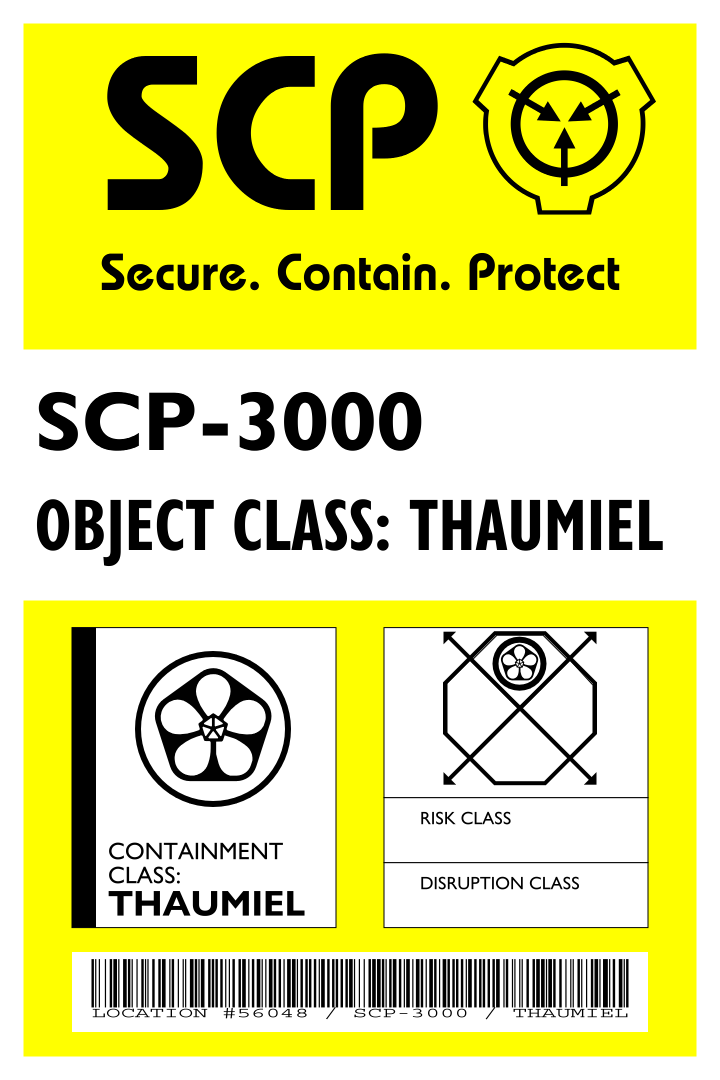 SCP
Secure. Contain. Protect
SCP-3000
OBJECT CLASS: THAUMIEL
CONTAINMENT
CLASS:
THAUMIEL
RISK CLASS
DISRUPTION CLASS
LOCATION #56048 / SCP-3000 / THAUMIEL